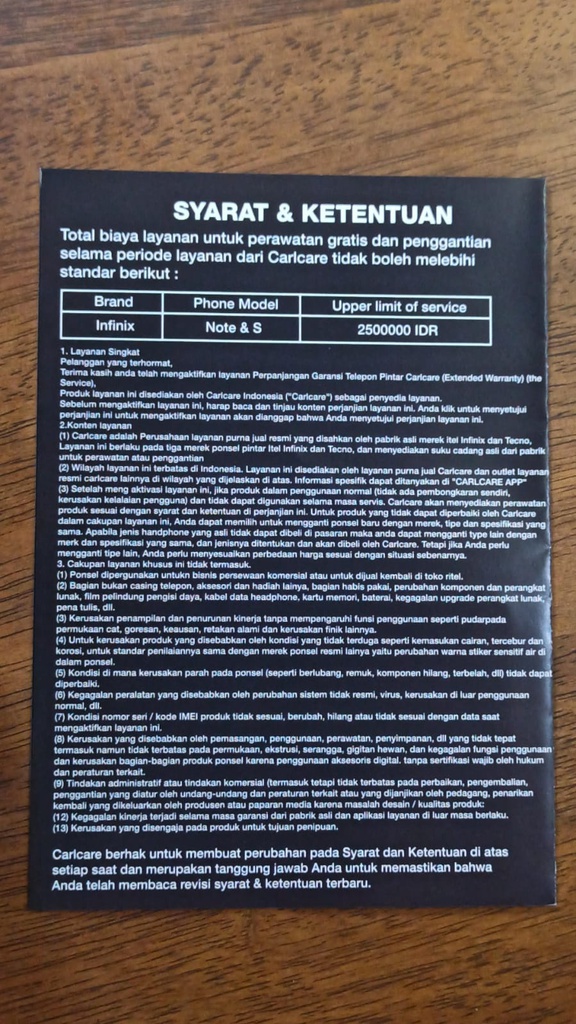 SYARAT & KETENTUAN
Total biaya layanan untuk perawatan gratis dan penggantian
selama periode layanan dari Carlcare tidak boleh melebihi
standar berikut :
Brand Phone Model Upper limit of service
Infinix Note & S 2500000 IDR
1. Layanan Singkat
Pelanggan yang terhormat,
Terima kasih anda telah mengaktifkan layanan Perpanjangan Garansi Telepon Pintar Carlcare (Extended Warranty) (the
Service),
Produk layanan ini disediakan oleh Carlcare Indonesia ("Carlcare") sebagai penyedia layanan.
Sebelum mengaktifkan layanan ini, harap baca dan tinjau konten perjanjian layanan ini. Anda klik untuk menyetujui
perjanjian ini untuk mengaktifkan layanan akan dianggap bahwa Anda menyetujui perjanjian layanan ini.
2.Konten layanan
(1) Carlcare adalah Perusahaan layanan purna jual resmi yang disahkan oleh pabrik asli merek itel Infinix dan Tecno,
Layanan ini berlaku pada tiga merek ponsel pintar Itel Infinix dan Tecno, dan menyediakan suku cadang asli dari pabrik
untuk perawatan atau penggantian
(2) Wilayah layanan ini terbatas di Indonesia. Layanan ini disediakan oleh layanan purna jual Carlcare dan outlet layanan
resmi carlcare lainnya di wilayah yang dijelaskan di atas. Informasi spesifik dapat ditanyakan di "CARLCARE APP"
(3) Setelah mengaktivasi layanan ini, jika produk dalam penggunaan normal (tidak ada pembongkaran sendiri,
kerusakan kelalaian pengguna) dan tidak dapat digunakan selama masa servis. Carlcare akan menyediakan perawatan
produk sesuai dengan syarat dan ketentuan di perjanjian ini. Untuk produk yang tidak dapat diperbaiki oleh Carlcare
dalam cakupan layanan ini, Anda dapat memilih untuk mengganti ponsel baru dengan merek, tipe dan spesifikasi yang
sama. Apabila jenis handphone yang asli tidak dapat dibeli di pasaran maka anda dapat mengganti type lain dengan
merk dan spesifikasi yang sama, dan jenisnya ditentukan dan akan dibeli oleh Carlcare. Tetapi jika Anda perlu
mengganti tipe lain, Anda perlu menyesuaikan perbedaan harga sesuai dengan situasi sebenarnya.
3. Cakupan layanan khusus ini tidak termasuk.
(1) Ponsel dipergunakan untukn bisnis persewaan komersial atau untuk dijual kembali di toko ritel.
(2) Bagian bukan casing telepon, aksesori dan hadiah lainya, bagian habis pakai, perubahan komponen dan perangkat
lunak, film pelindung pengisi daya, kabel data headphone, kartu memori, baterai, kegagalan upgrade perangkat lunak,
pena tulis, dll.
(3) Kerusakan penampilan dan penurunan kinerja tanpa mempengaruhi fungsi penggunaan seperti pudarpada
permukaan cat, goresan, keausan, retakan alami dan kerusakan finik lainnya.
(4) Untuk kerusakan produk yang disebabkan oleh kondisi yang tidak terduga seperti kemasukan cairan, tercebur dan
korosi, untuk standar penilaiannya sama dengan merek ponsel resmi lainya yaitu perubahan warna stiker sensitif air di
dalam ponsel.
(5) Kondisi di mana kerusakan parah pada ponsel (seperti berlubang, remuk, komponen hilang, terbelah, dll) tidak dapat
diperbaiki.
(6) Kegagalan peralatan yang disebabkan oleh perubahan sistem tidak resmi, virus, kerusakan di luar penggunaan
normal, dll.
(7) Kondisi nomor seri / kode IMEI produk tidak sesuai, berubah, hilang atau tidak sesuai dengan data saat
mengaktifkan layanan ini.
(8) Kerusakan yang disebabkan oleh pemasangan, penggunaan, perawatan, penyimpanan, dll yang tidak tepat
termasuk namun tidak terbatas pada permukaan, ekstrusi, serangga, gigitan hewan, dan kegagalan fungsi penggunaan
dan kerusakan bagian-bagian produk ponsel karena penggunaan aksesoris digital. tanpa sertifikasi wajib oleh hukum
dan peraturan terkait.
(9) Tindakan administratif atau tindakan komersial (termasuk tetapi tidak terbatas pada perbaikan, pengembalian,
penggantian yang diatur oleh undang-undang dan peraturan terkait atau yang dijanjikan oleh pedagang, penarikan
kembali yang dikeluarkan oleh produsen atau paparan media karena masalah desain / kualitas produk:
(12) Kegagalan kinerja terjadi selama masa garansi dari pabrik asli dan aplikasi layanan di luar masa berlaku.
(13) Kerusakan yang disengaja pada produk untuk tujuan penipuan.
Carlcare berhak untuk membuat perubahan pada Syarat dan Ketentuan di atas
setiap saat dan merupakan tanggung jawab Anda untuk memastikan bahwa
Anda telah membaca revisi syarat & ketentuan terbaru.